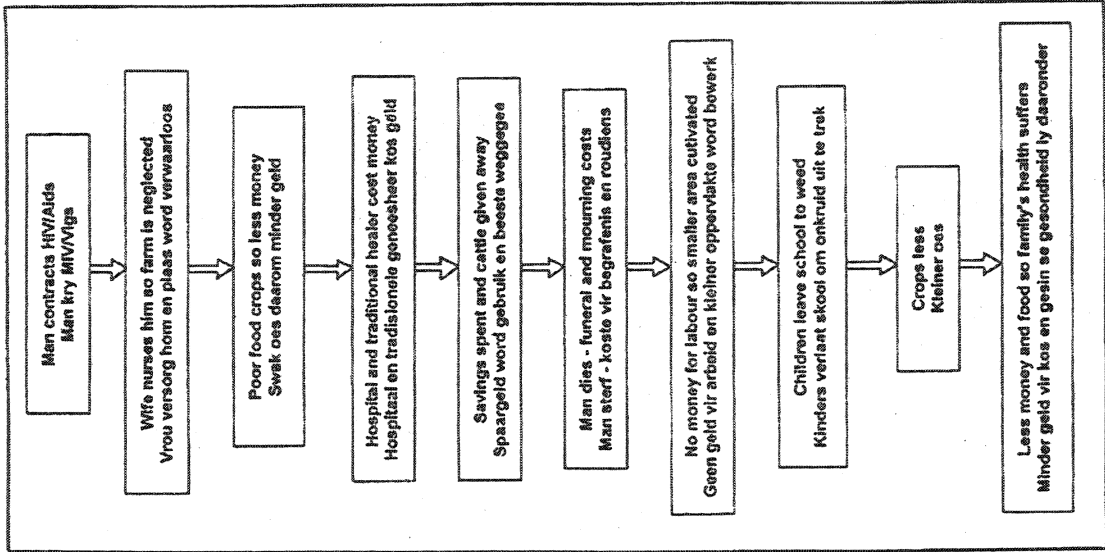 Man contracts HIV/Aids
Man kry MIV/Vigs
Wife nurses him so farm is neglected
Vrou versorg hom en plaas word verwaarloos
Poor food crops so less money
Swak oes daarom minder geld
Hospital and traditional healer cost money
Hospitaal en tradisionele geneesheer kos geld
Savings spent and cattle given away
Spaargeld word gebruik en beeste weggegee
Man dies - funeral and mourning costs
Man sterf - koste vir begrafenis en roudiens
No money for labour so smaller area cutivated
Geen geld vir arbeid en kleiner oppervlakte word bewerk
Children leave school to weed
Kinders verlaat skool om onkruid uit te trek
Crops less
Kleiner oes
Less money and food so family's health suffers
Minder geld vir kos en gesin se gesondheid ly daaronder